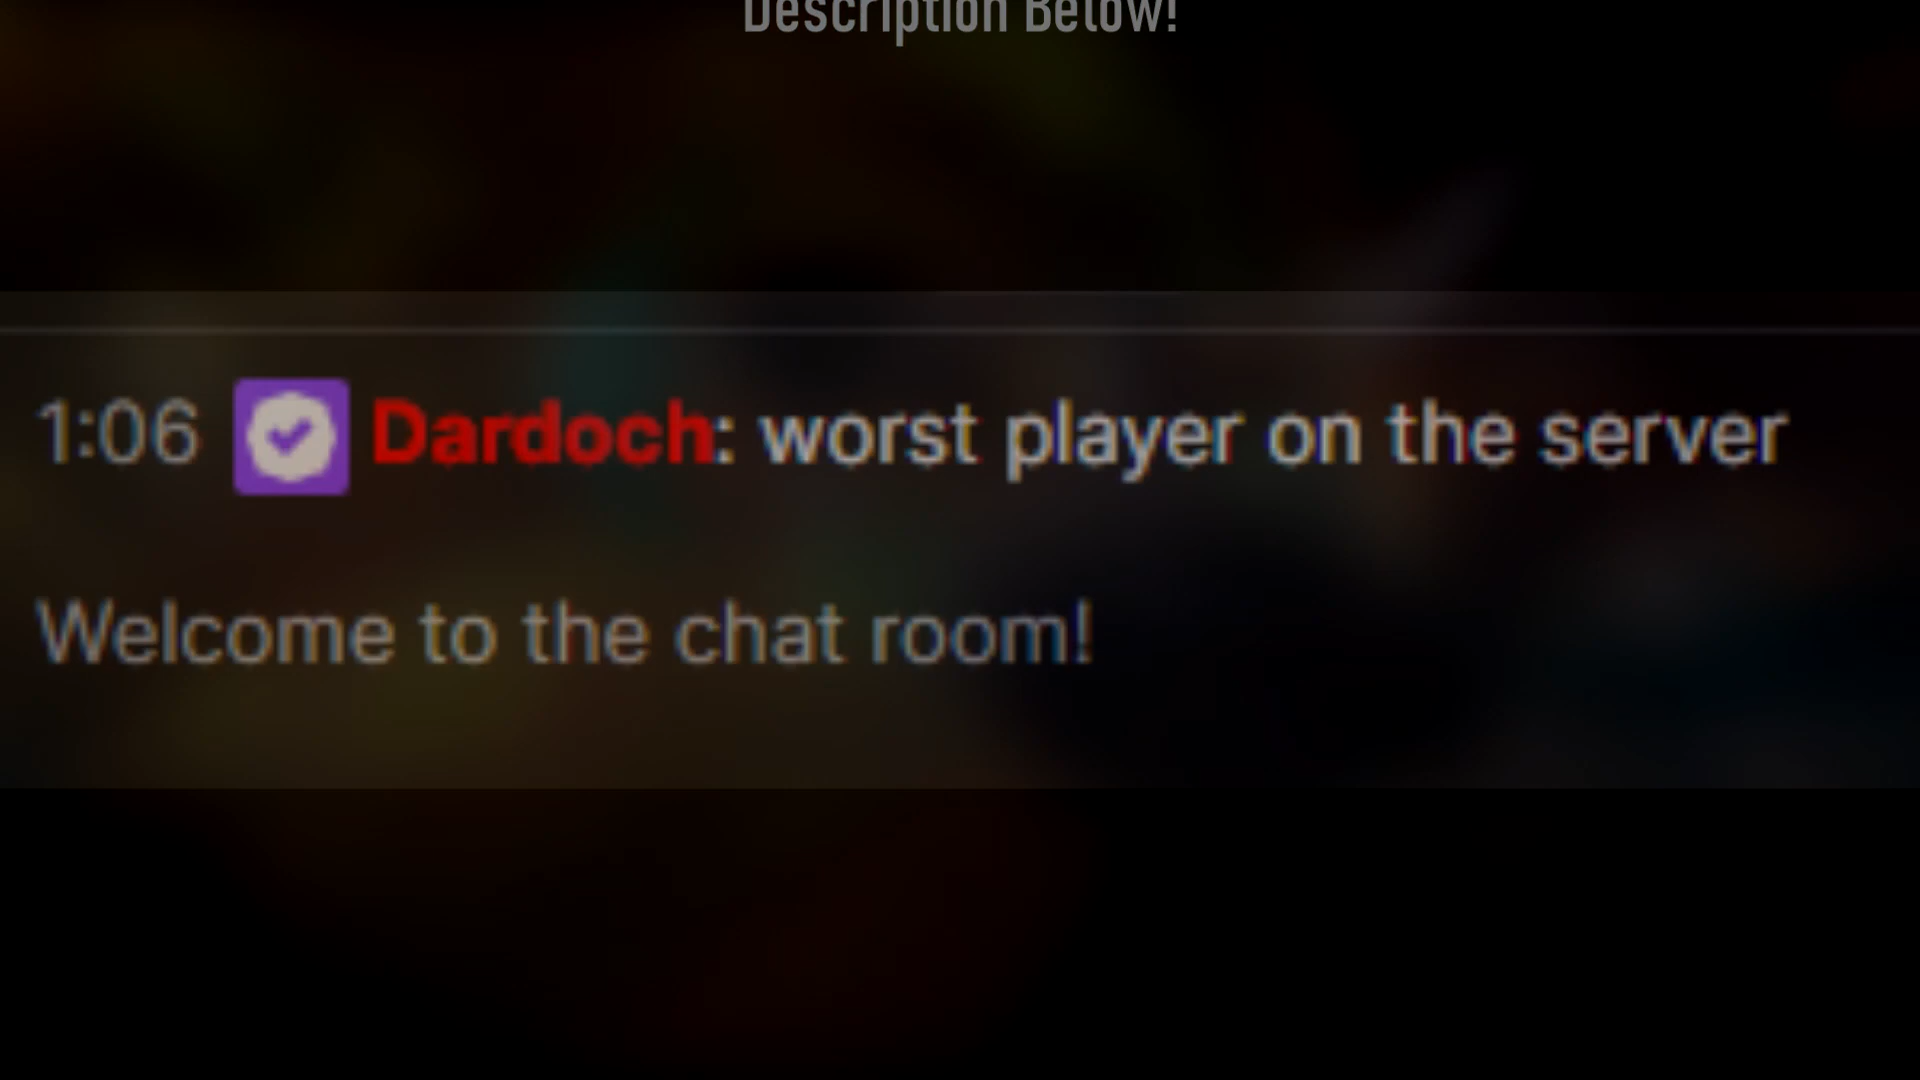 Description Below!
1:06 Dardoch: worst player on the server
Welcome to the chat room!